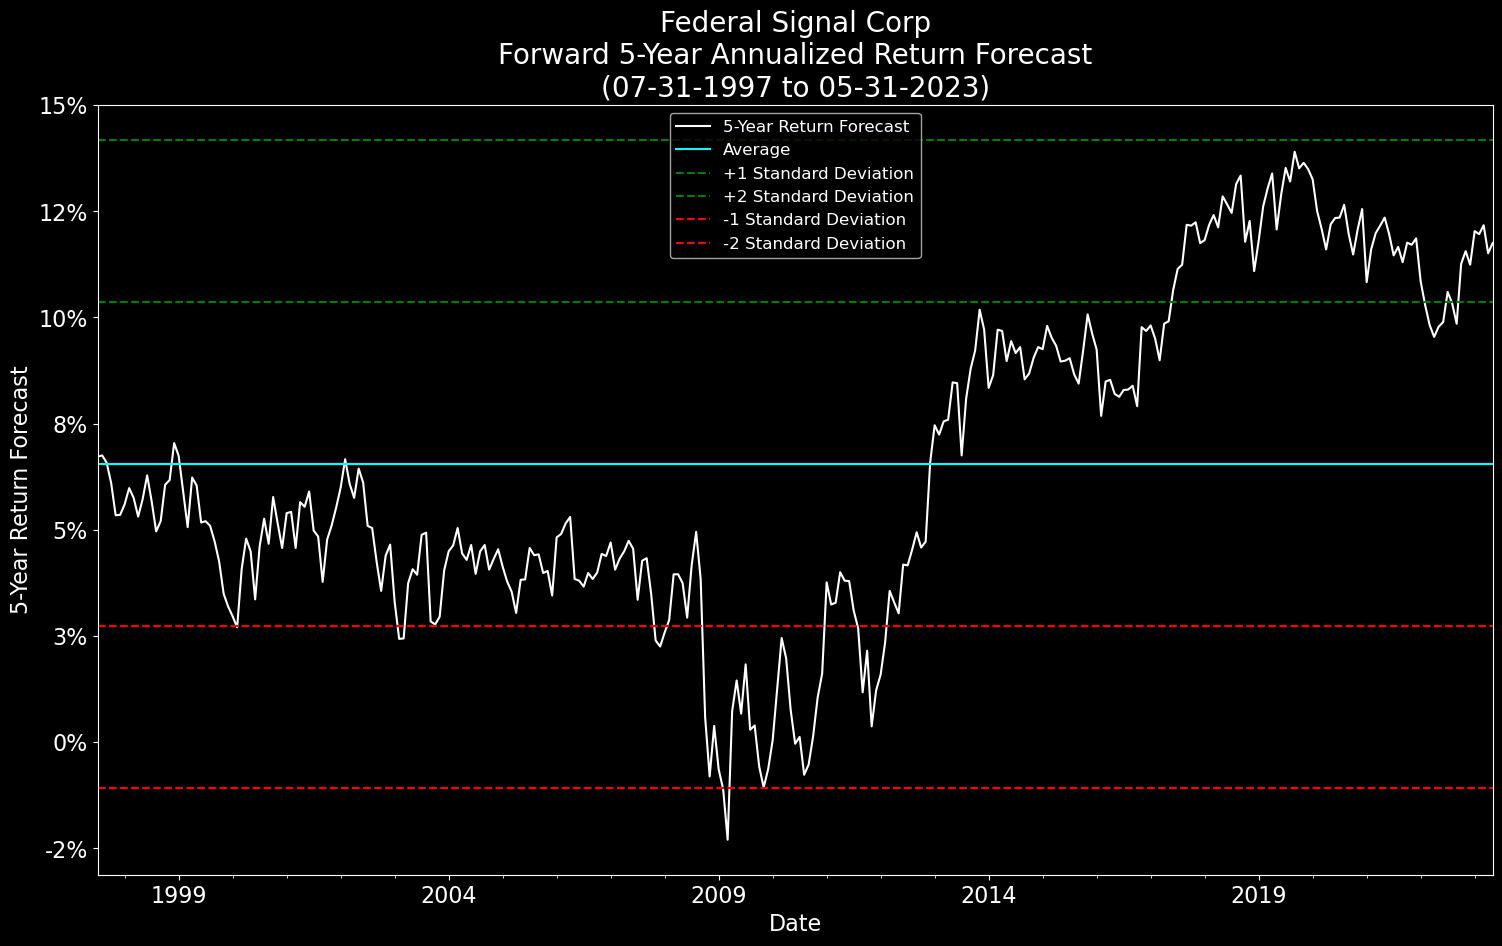 Federal Signal Corp
Forward 5-Year Annualized Return Forecast
(07-31-1997 to 05-31-2023)
15%
12%
10%
8%
5%
3%
0%
-2%
5-Year Return Forecast
5-Year Return Forecast
Average
+1 Standard Deviation
+2 Standard Deviation
-1 Standard Deviation
-2 Standard Deviation
1999
2004
2009
2014
2019
Date